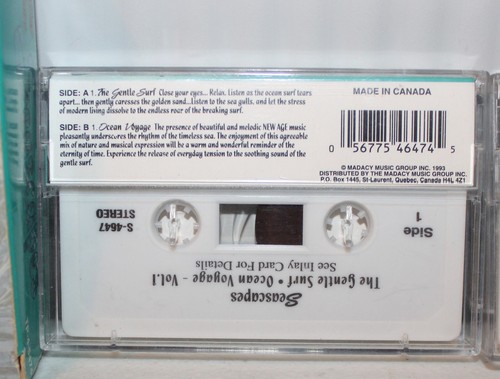 SIDE: A 1. The Gentle Surf Close your eyes... Relax. Listen as the ocean surf tears
apart... then gently caresses the golden sand...Listen to the sea gulls, and let the stress
of modern living dissolve to the endless roar of the breaking surf.
SIDE: B 1. Ocean Voyage The presence of beautiful and melodic NEW AGE music
pleasantly underscores the rhythm of the timeless sea. The enjoyment of this agreeable
mix of nature and musical expression will be a warm and wonderful reminder of the
eternity of time. Experience the release of everyday tension to the soothing sound of the
gentle surf.
MADE IN CANADA
0 56775 46474 5
© MADACY MUSIC GROUP INC. 1993
DISTRIBUTED BY THE MADACY MUSIC GROUP INC.
P.O. Box 1445, St-Laurent, Quebec, Canada H4L 4Z1
Seascapes
The Gentle Surf • Ocean Voyage - Vol.1
See Inlay Card For Details
Side
1
S-4647
STEREO